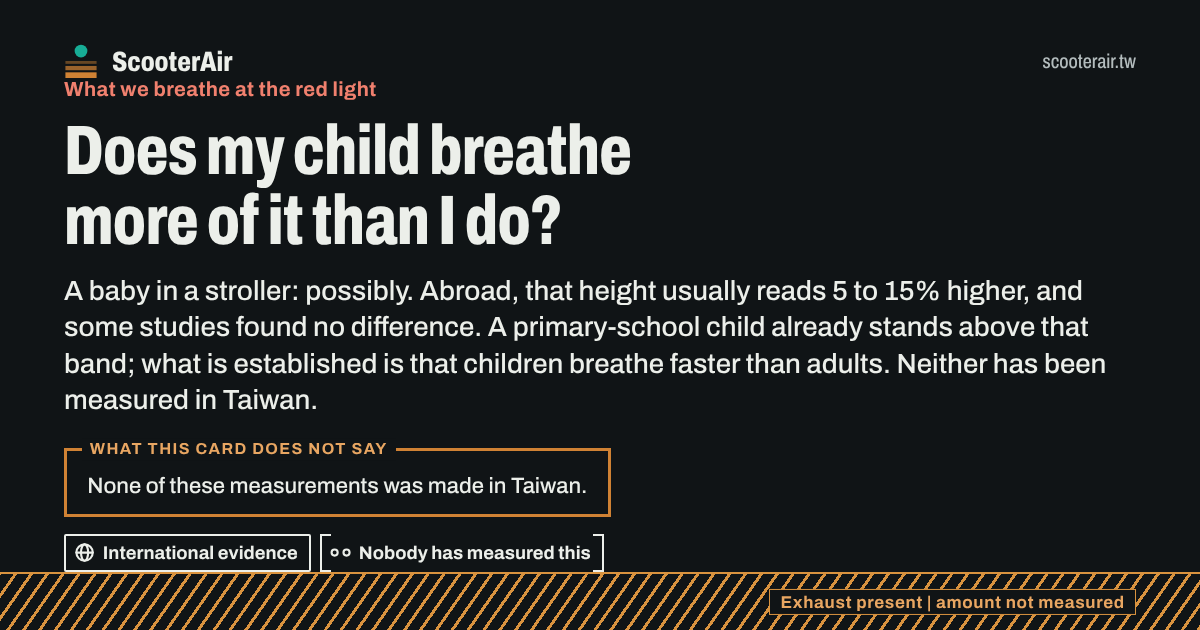 ScooterAir
scooterair.tw
What we breathe at the red light
Does my child breathe
more of it than I do?
A baby in a stroller: possibly. Abroad, that height usually reads 5 to 15% higher, and
some studies found no difference. A primary-school child already stands above that
band; what is established is that children breathe faster than adults. Neither has been
measured in Taiwan.
WHAT THIS CARD DOES NOT SAY
None of these measurements was made in Taiwan.
International evidence
Nobody has measured this
Exhaust present | amount not measured